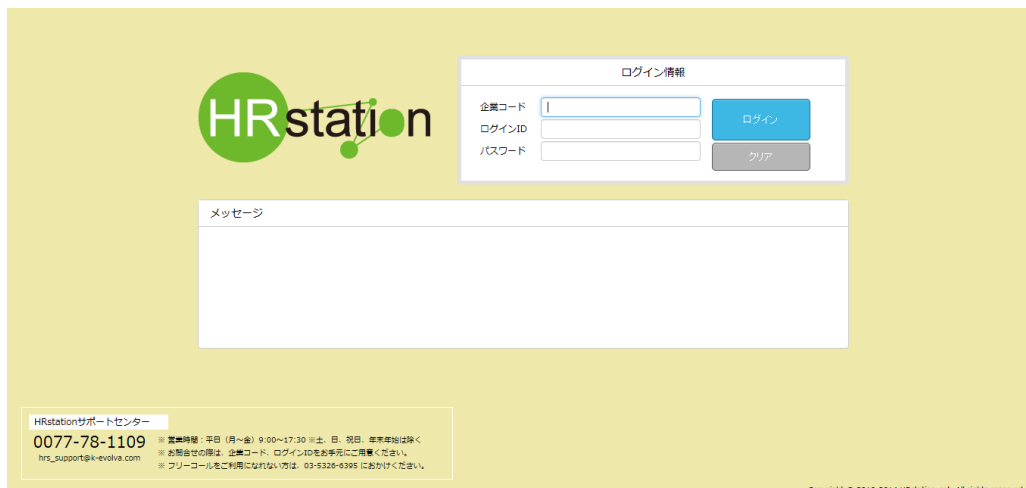 HRstation
ログイン情報
企業コード
ログインID
パスワード
ログイン
クリア
メッセージ
HRstationサポートセンター
0077-78-1109
hrs_support@k-evolva.com
※ 営業時間：平日（月～金）9:00～17:30 ※土、日、祝日、年末年始は除く
※ お問合せの際は、企業コード、ログインIDをお手元にご用意ください。
※ フリーコールをご利用になれない方は、03-5326-6395 におかけください。